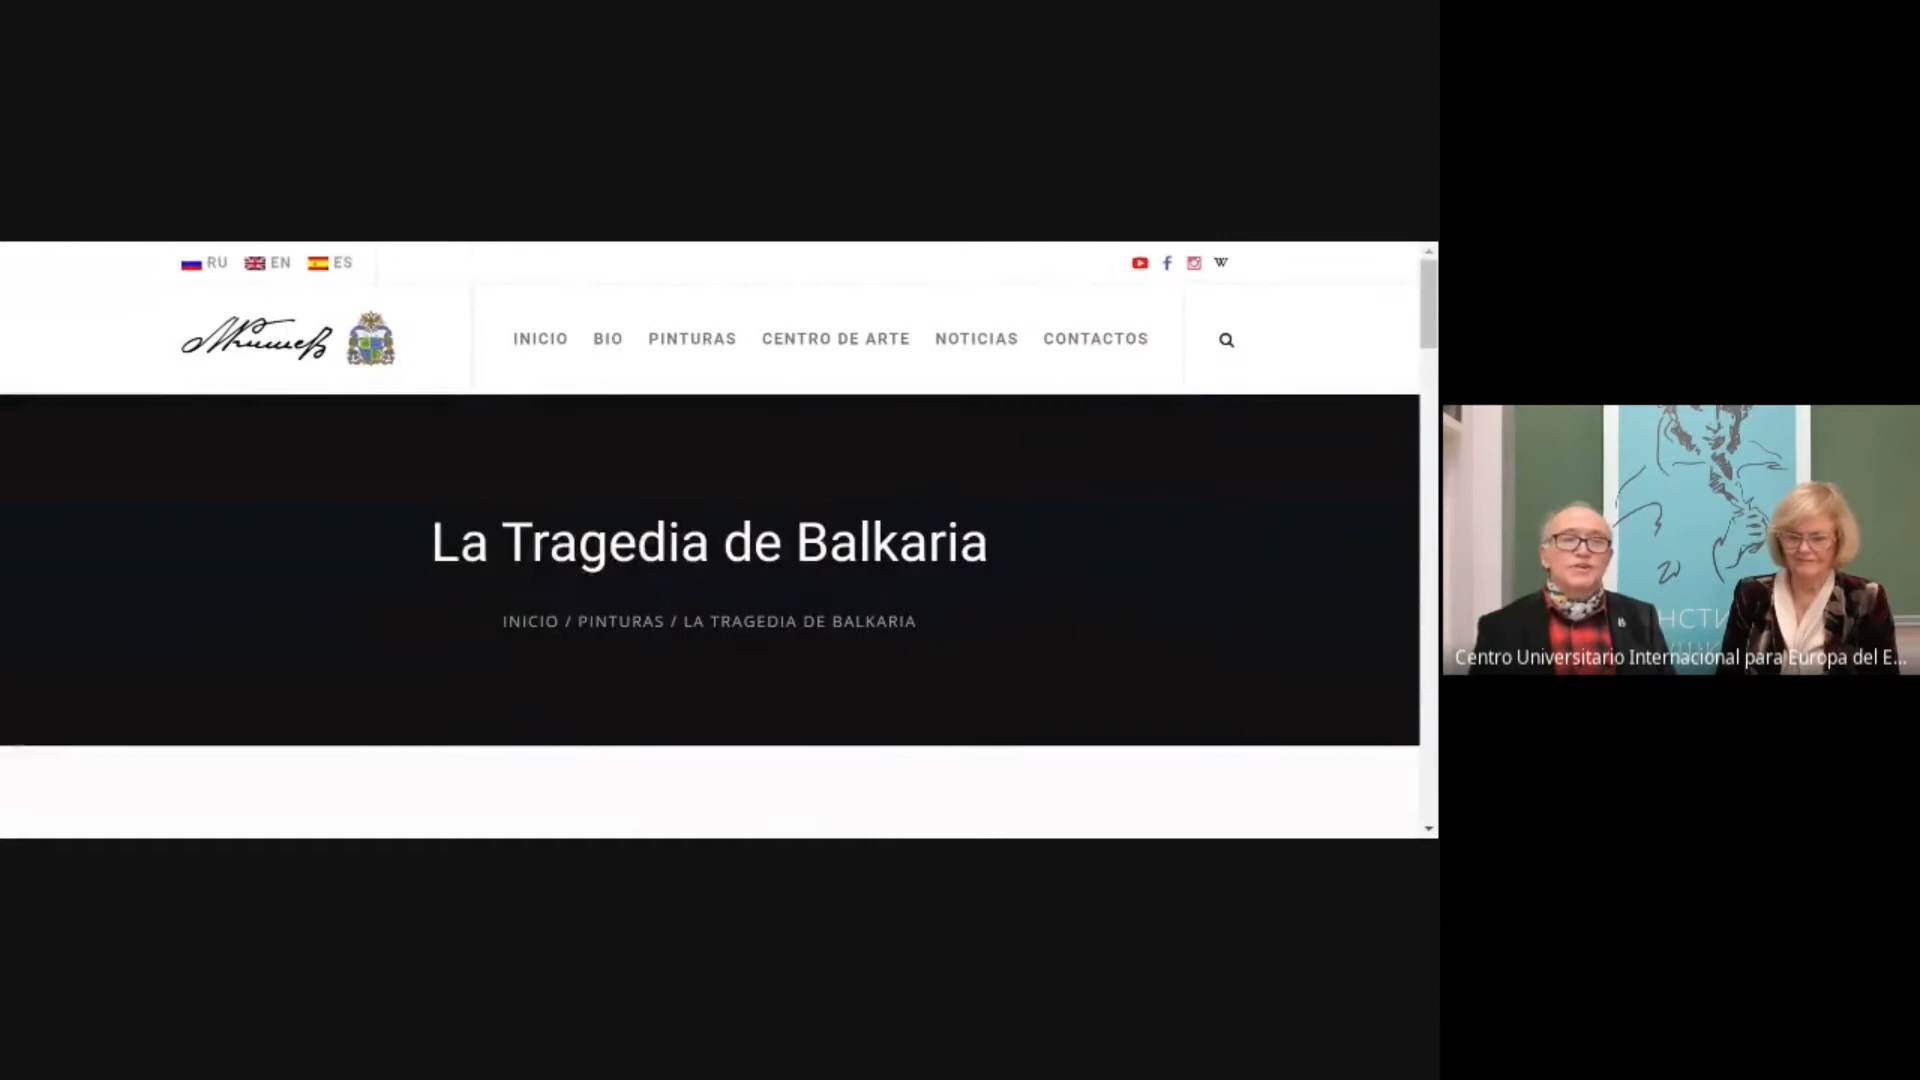 RU EN ES
INICIO BIO PINTURAS CENTRO DE ARTE NOTICIAS CONTACTOS
La Tragedia de Balkaria
INICIO / PINTURAS / LA TRAGEDIA DE BALKARIA
Centro Universitario Internacional para Europa del E...